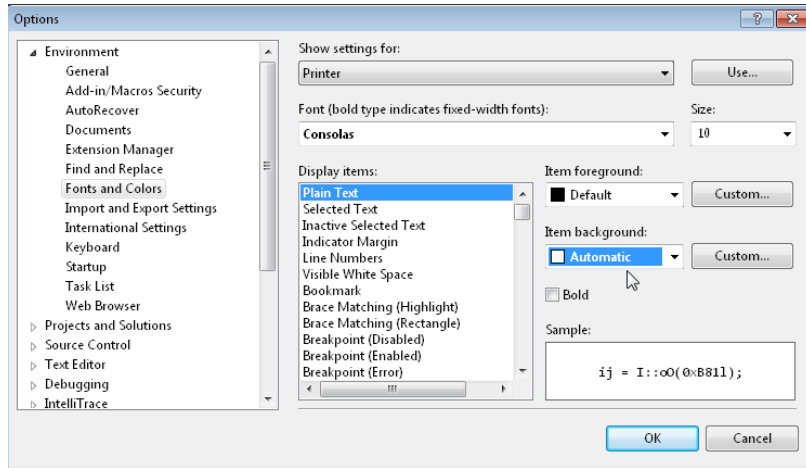 Options
Environment
General
Add-in/Macros Security
AutoRecover
Documents
Extension Manager
Find and Replace
Fonts and Colors
Import and Export Settings
International Settings
Keyboard
Startup
Task List
Web Browser
Projects and Solutions
Source Control
Text Editor
Debugging
IntelliTrace
Show settings for:
Printer
Use...
Font (bold type indicates fixed-width fonts):
Size:
Consolas
10
Display items:
Plain Text
Selected Text
Inactive Selected Text
Indicator Margin
Line Numbers
Visible White Space
Bookmark
Brace Matching (Highlight)
Brace Matching (Rectangle)
Breakpoint (Disabled)
Breakpoint (Enabled)
Breakpoint (Error)
Item foreground:
Default
Custom...
Item background:
Automatic
Custom...
Bold
Sample:
ij = I::oO(0xB81l);
OK
Cancel